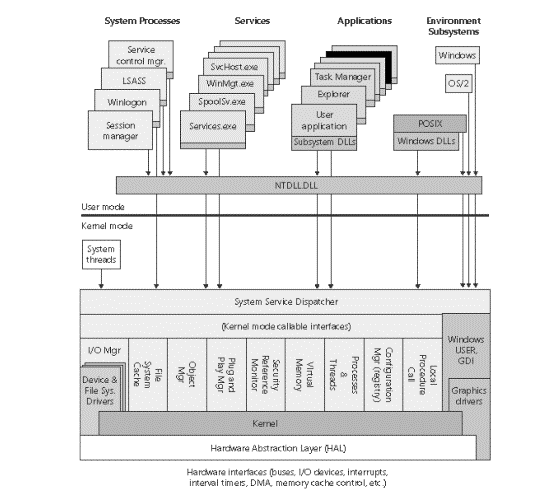 System Processes
Services
Applications
Environment
Subsystems
Service
control mgr.
LSASS
Winlogon
Session
manager
SvcHost.exe
WinMgt.exe
SpoolSv.exe
Services.exe
Task Manager
Explorer
User
application
Subsystem DLLs
Windows
OS/2
POSIX
Windows DLLs
NTDLL.DLL
User mode
Kernel mode
System
threads
System Service Dispatcher
(Kernel mode callable interfaces)
I/O Mgr
Device &
File Sys.
Drivers
File
System
Cache
Object
Mgr
Plug and
Play Mgr
Security
Reference
Monitor
Virtual
Memory
Processes
&
Threads
Configuration
Mgr (registry)
Local
Procedure
Call
Windows
USER,
GDI
Graphics
drivers
Kernel
Hardware Abstraction Layer (HAL)
Hardware interfaces (buses, I/O devices, interrupts,
interval timers, DMA, memory cache control, etc.)